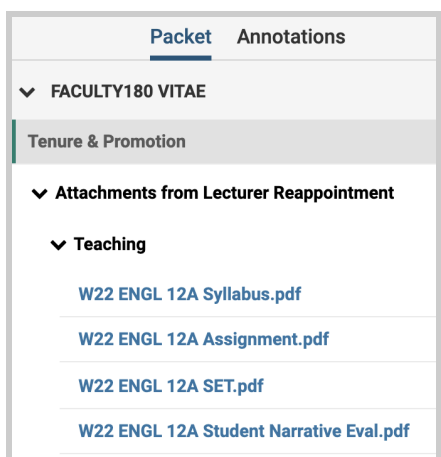 Packet Annotations
FACULTY180 VITAE
Tenure & Promotion
Attachments from Lecturer Reappointment
Teaching
W22 ENGL 12A Syllabus.pdf
W22 ENGL 12A Assignment.pdf
W22 ENGL 12A SET.pdf
W22 ENGL 12A Student Narrative Eval.pdf